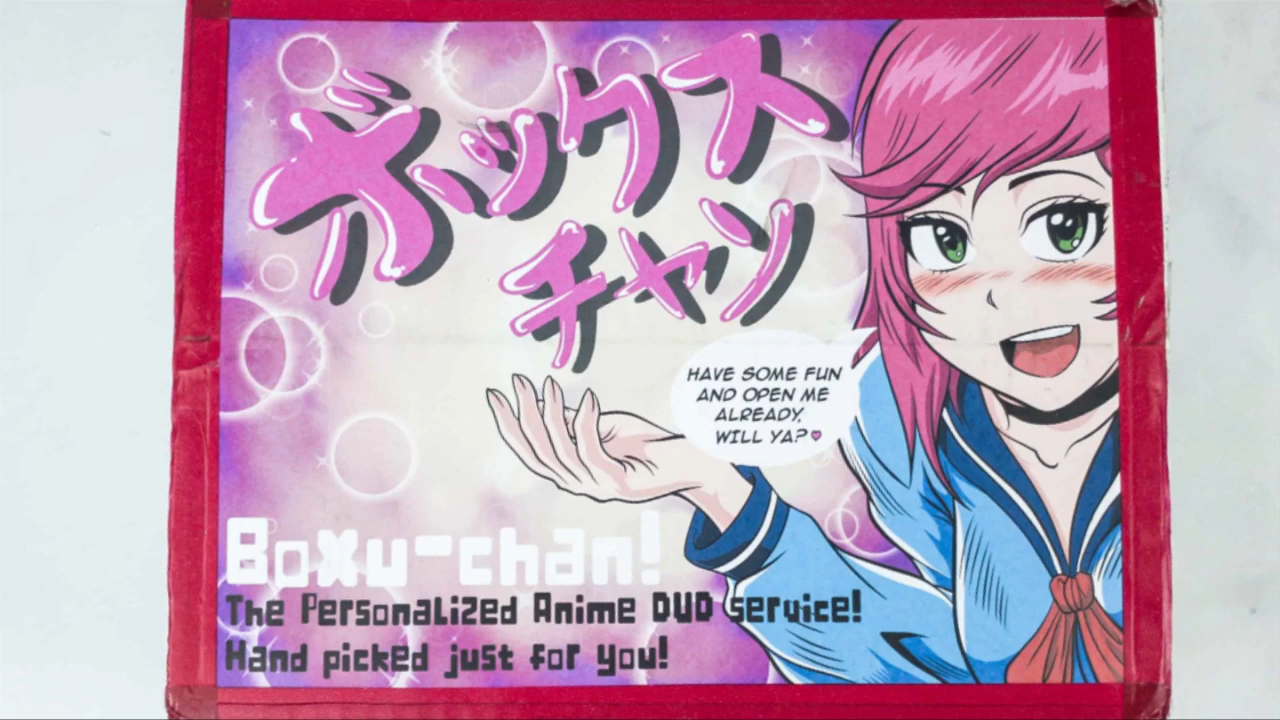 ボックス
チャン
HAVE SOME FUN
AND OPEN ME
ALREADY,
WILL YA?
Boxu-chan!
The Personalized Anime DVD service!
Hand picked just for you!